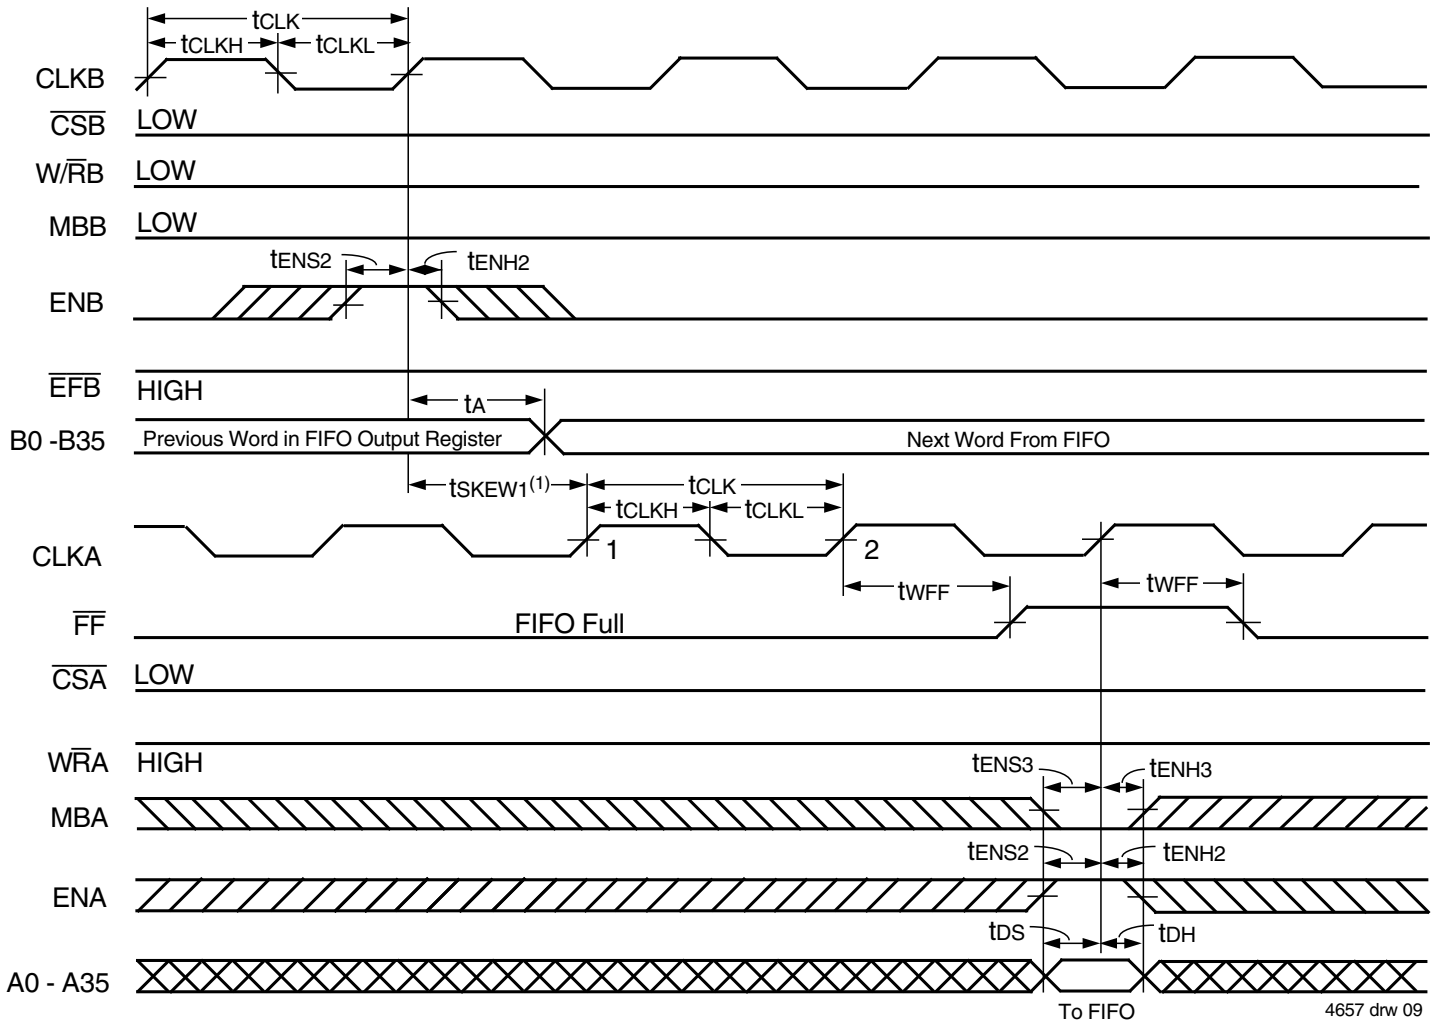 tCLK
tCLKH tCLKL
CLKB
CSB LOW
W/RB LOW
MBB LOW
tENS2 tENH2
ENB
EFB HIGH
tA
B0 -B35 Previous Word in FIFO Output Register Next Word From FIFO
tSKEW1(1) tCLK
tCLKH tCLKL
CLKA 1 2
tWFF tWFF
FF FIFO Full
CSA LOW
WRA HIGH
tENS3 tENH3
MBA
tENS2 tENH2
ENA
tDS tDH
A0 - A35
To FIFO 4657 drw 09